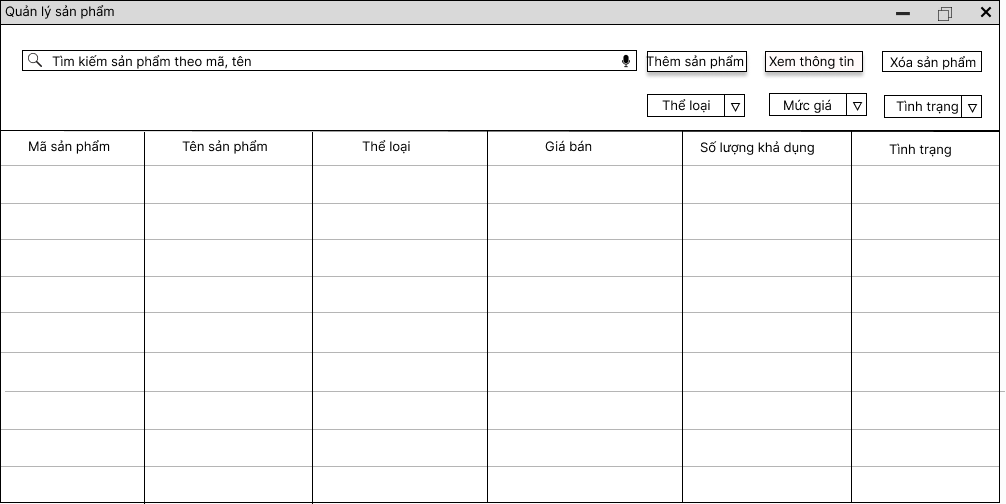 Quản lý sản phẩm
Tìm kiếm sản phẩm theo mã, tên
Thêm sản phẩm
Xem thông tin
Xóa sản phẩm
Thể loại
Mức giá
Tình trạng
Mã sản phẩm
Tên sản phẩm
Thể loại
Giá bán
Số lượng khả dụng
Tình trạng